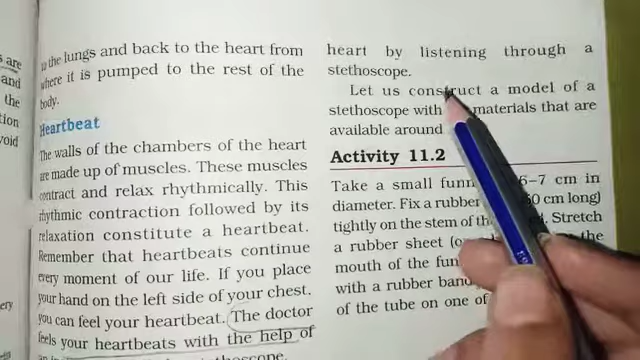 s are
and
the
tion
void
ery
to the lungs and back to the heart from
where it is pumped to the rest of the
body.
Heartbeat
The walls of the chambers of the heart
are made up of muscles. These muscles
contract and relax rhythmically. This
rhythmic contraction followed by its
relaxation constitute a heartbeat.
Remember that heartbeats continue
every moment of our life. If you place
your hand on the left side of your chest,
you can feel your heartbeat. The doctor
feels your heartbeats with the help of
heart by listening through a
stethoscope.
Let us construct a model of a
stethoscope with materials that are
available around
Activity 11.2
Take a small funn 6–7 cm in
diameter. Fix a rubber cm long)
tightly on the stem of th Stretch
a rubber sheet the
mouth of the fun
with a rubber band
of the tube on one of